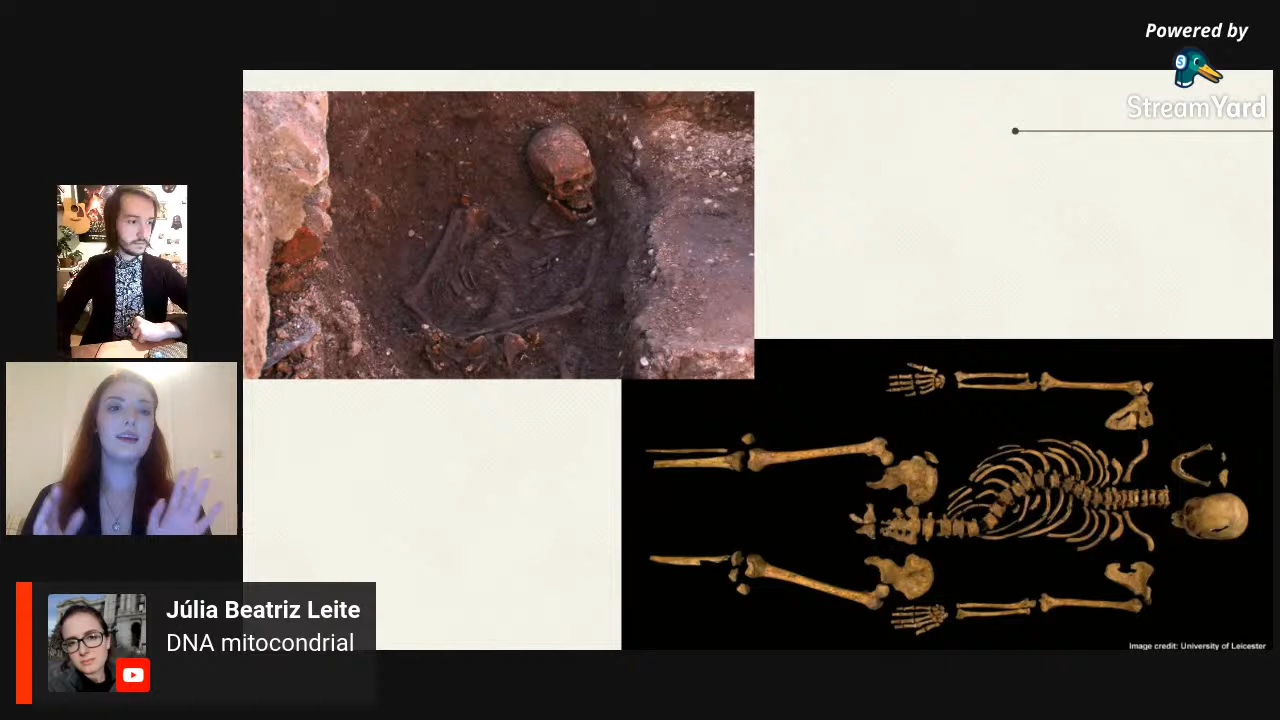 Powered by
StreamYard
Image credit: University of Leicester
Júlia Beatriz Leite
DNA mitocondrial